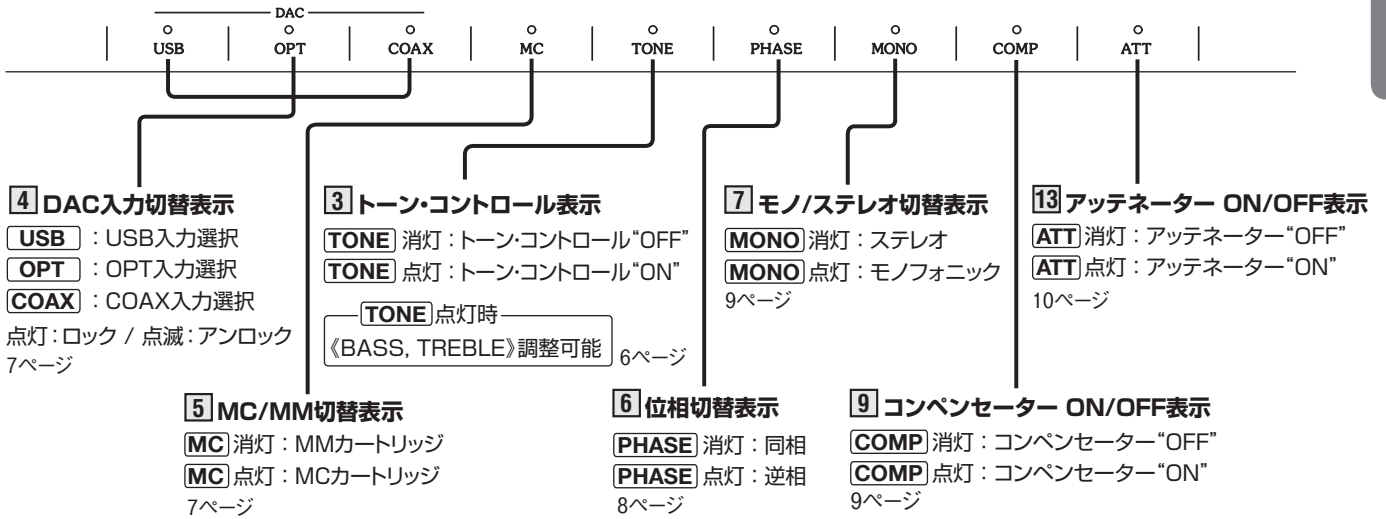 DAC
USB OPT COAX MC TONE PHASE MONO COMP ATT
4 DAC入力切替表示
USB：USB入力選択
OPT：OPT入力選択
COAX：COAX入力選択
点灯：ロック / 点滅：アンロック
7ページ
3 トーン・コントロール表示
TONE 消灯：トーン・コントロール“OFF”
TONE 点灯：トーン・コントロール“ON”
TONE 点灯時
《BASS, TREBLE》調整可能
6ページ
7 モノ/ステレオ切替表示
MONO 消灯：ステレオ
MONO 点灯：モノフォニック
9ページ
13 アッテネーター ON/OFF表示
ATT 消灯：アッテネーター“OFF”
ATT 点灯：アッテネーター“ON”
10ページ
5 MC/MM切替表示
MC 消灯：MMカートリッジ
MC 点灯：MCカートリッジ
7ページ
6 位相切替表示
PHASE 消灯：同相
PHASE 点灯：逆相
8ページ
9 コンペンセーター ON/OFF表示
COMP 消灯：コンペンセーター“OFF”
COMP 点灯：コンペンセーター“ON”
9ページ